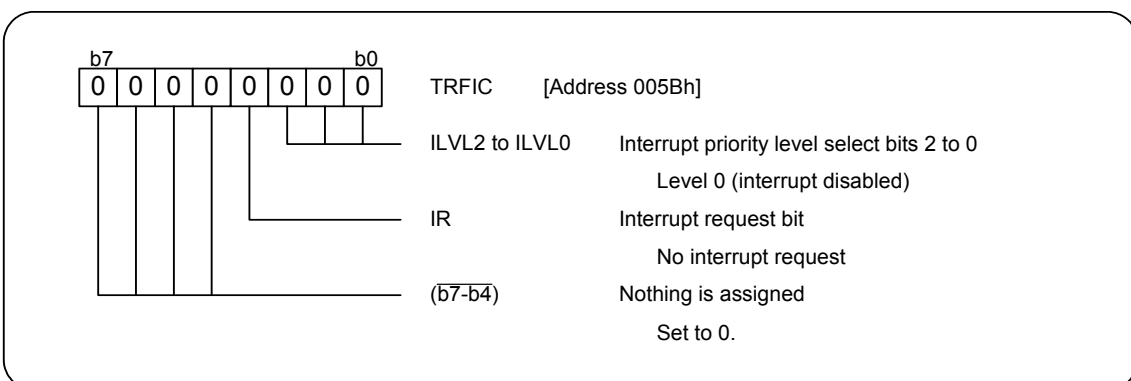 b7 b0
0 0 0 0 0 0 0 0 TRFIC [Address 005Bh]
ILVL2 to ILVL0 Interrupt priority level select bits 2 to 0
Level 0 (interrupt disabled)
IR Interrupt request bit
No interrupt request
(b7-b4) Nothing is assigned
Set to 0.